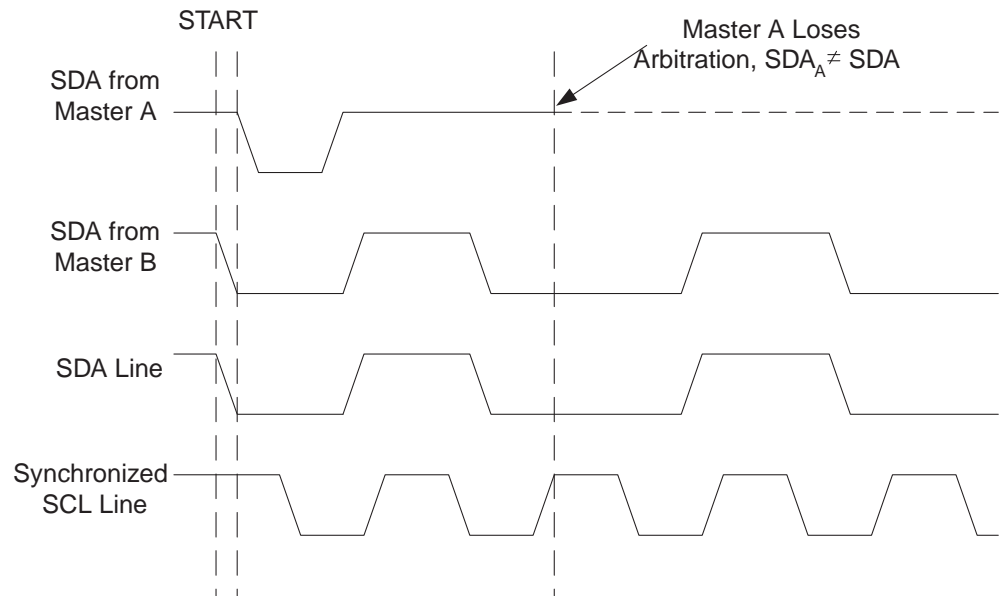 START
Master A Loses
Arbitration, SDA_A ≠ SDA
SDA from
Master A
SDA from
Master B
SDA Line
Synchronized
SCL Line